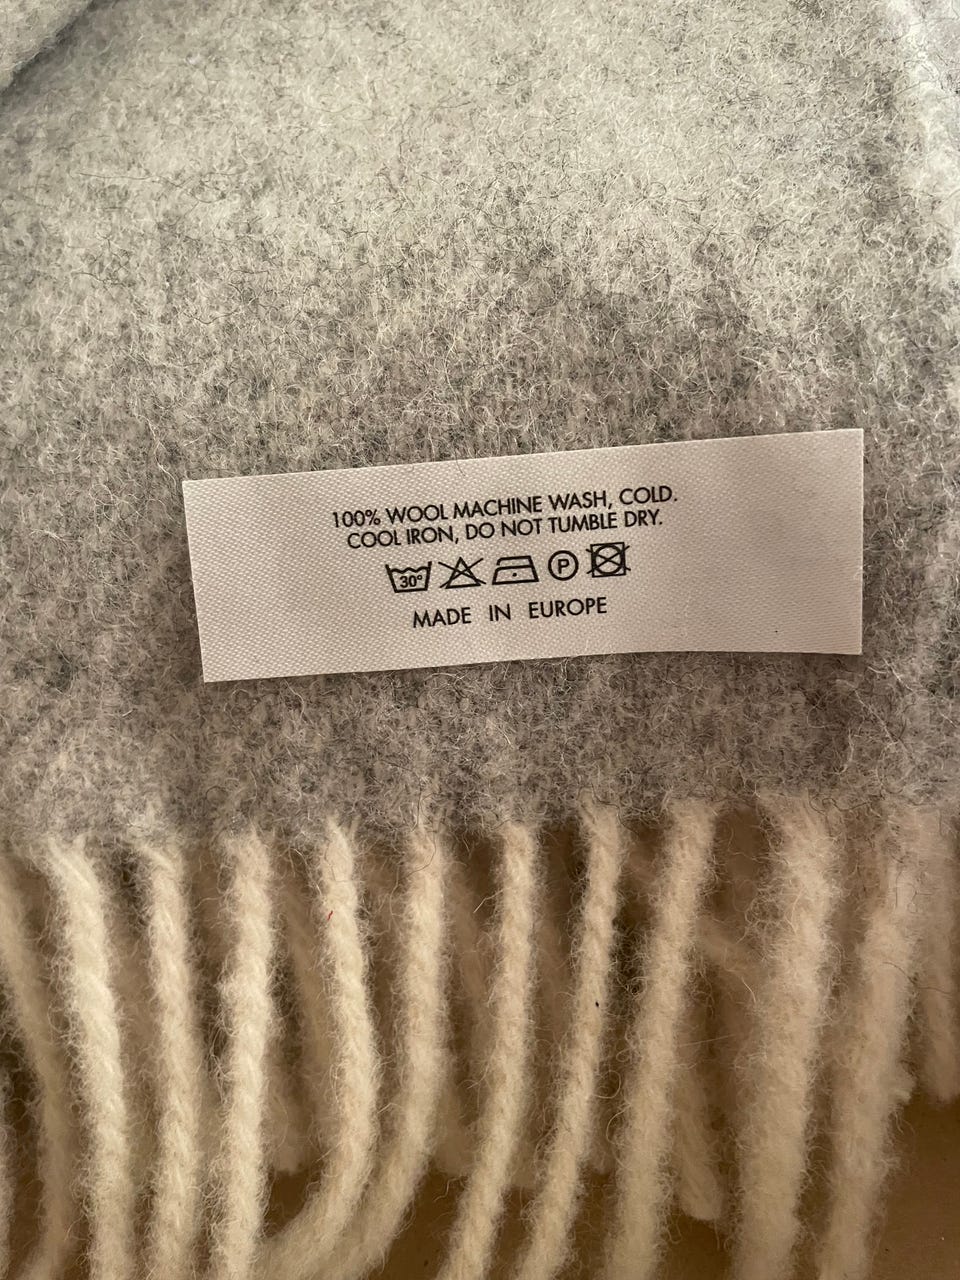 100% WOOL MACHINE WASH, COLD.
COOL IRON, DO NOT TUMBLE DRY.
30° P
MADE IN EUROPE